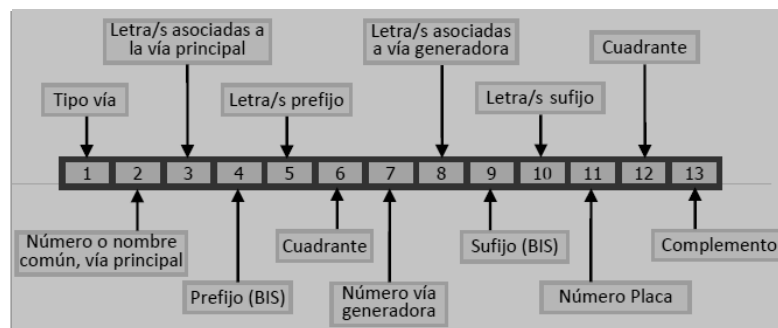 Letra/s asociadas a
la vía principal
Letra/s asociadas
a vía generadora
Cuadrante
Tipo vía
Letra/s prefijo
Letra/s sufijo
1 2 3 4 5 6 7 8 9 10 11 12 13
Número o nombre
común, vía principal
Cuadrante
Sufijo (BIS)
Complemento
Prefijo (BIS)
Número vía
generadora
Número Placa